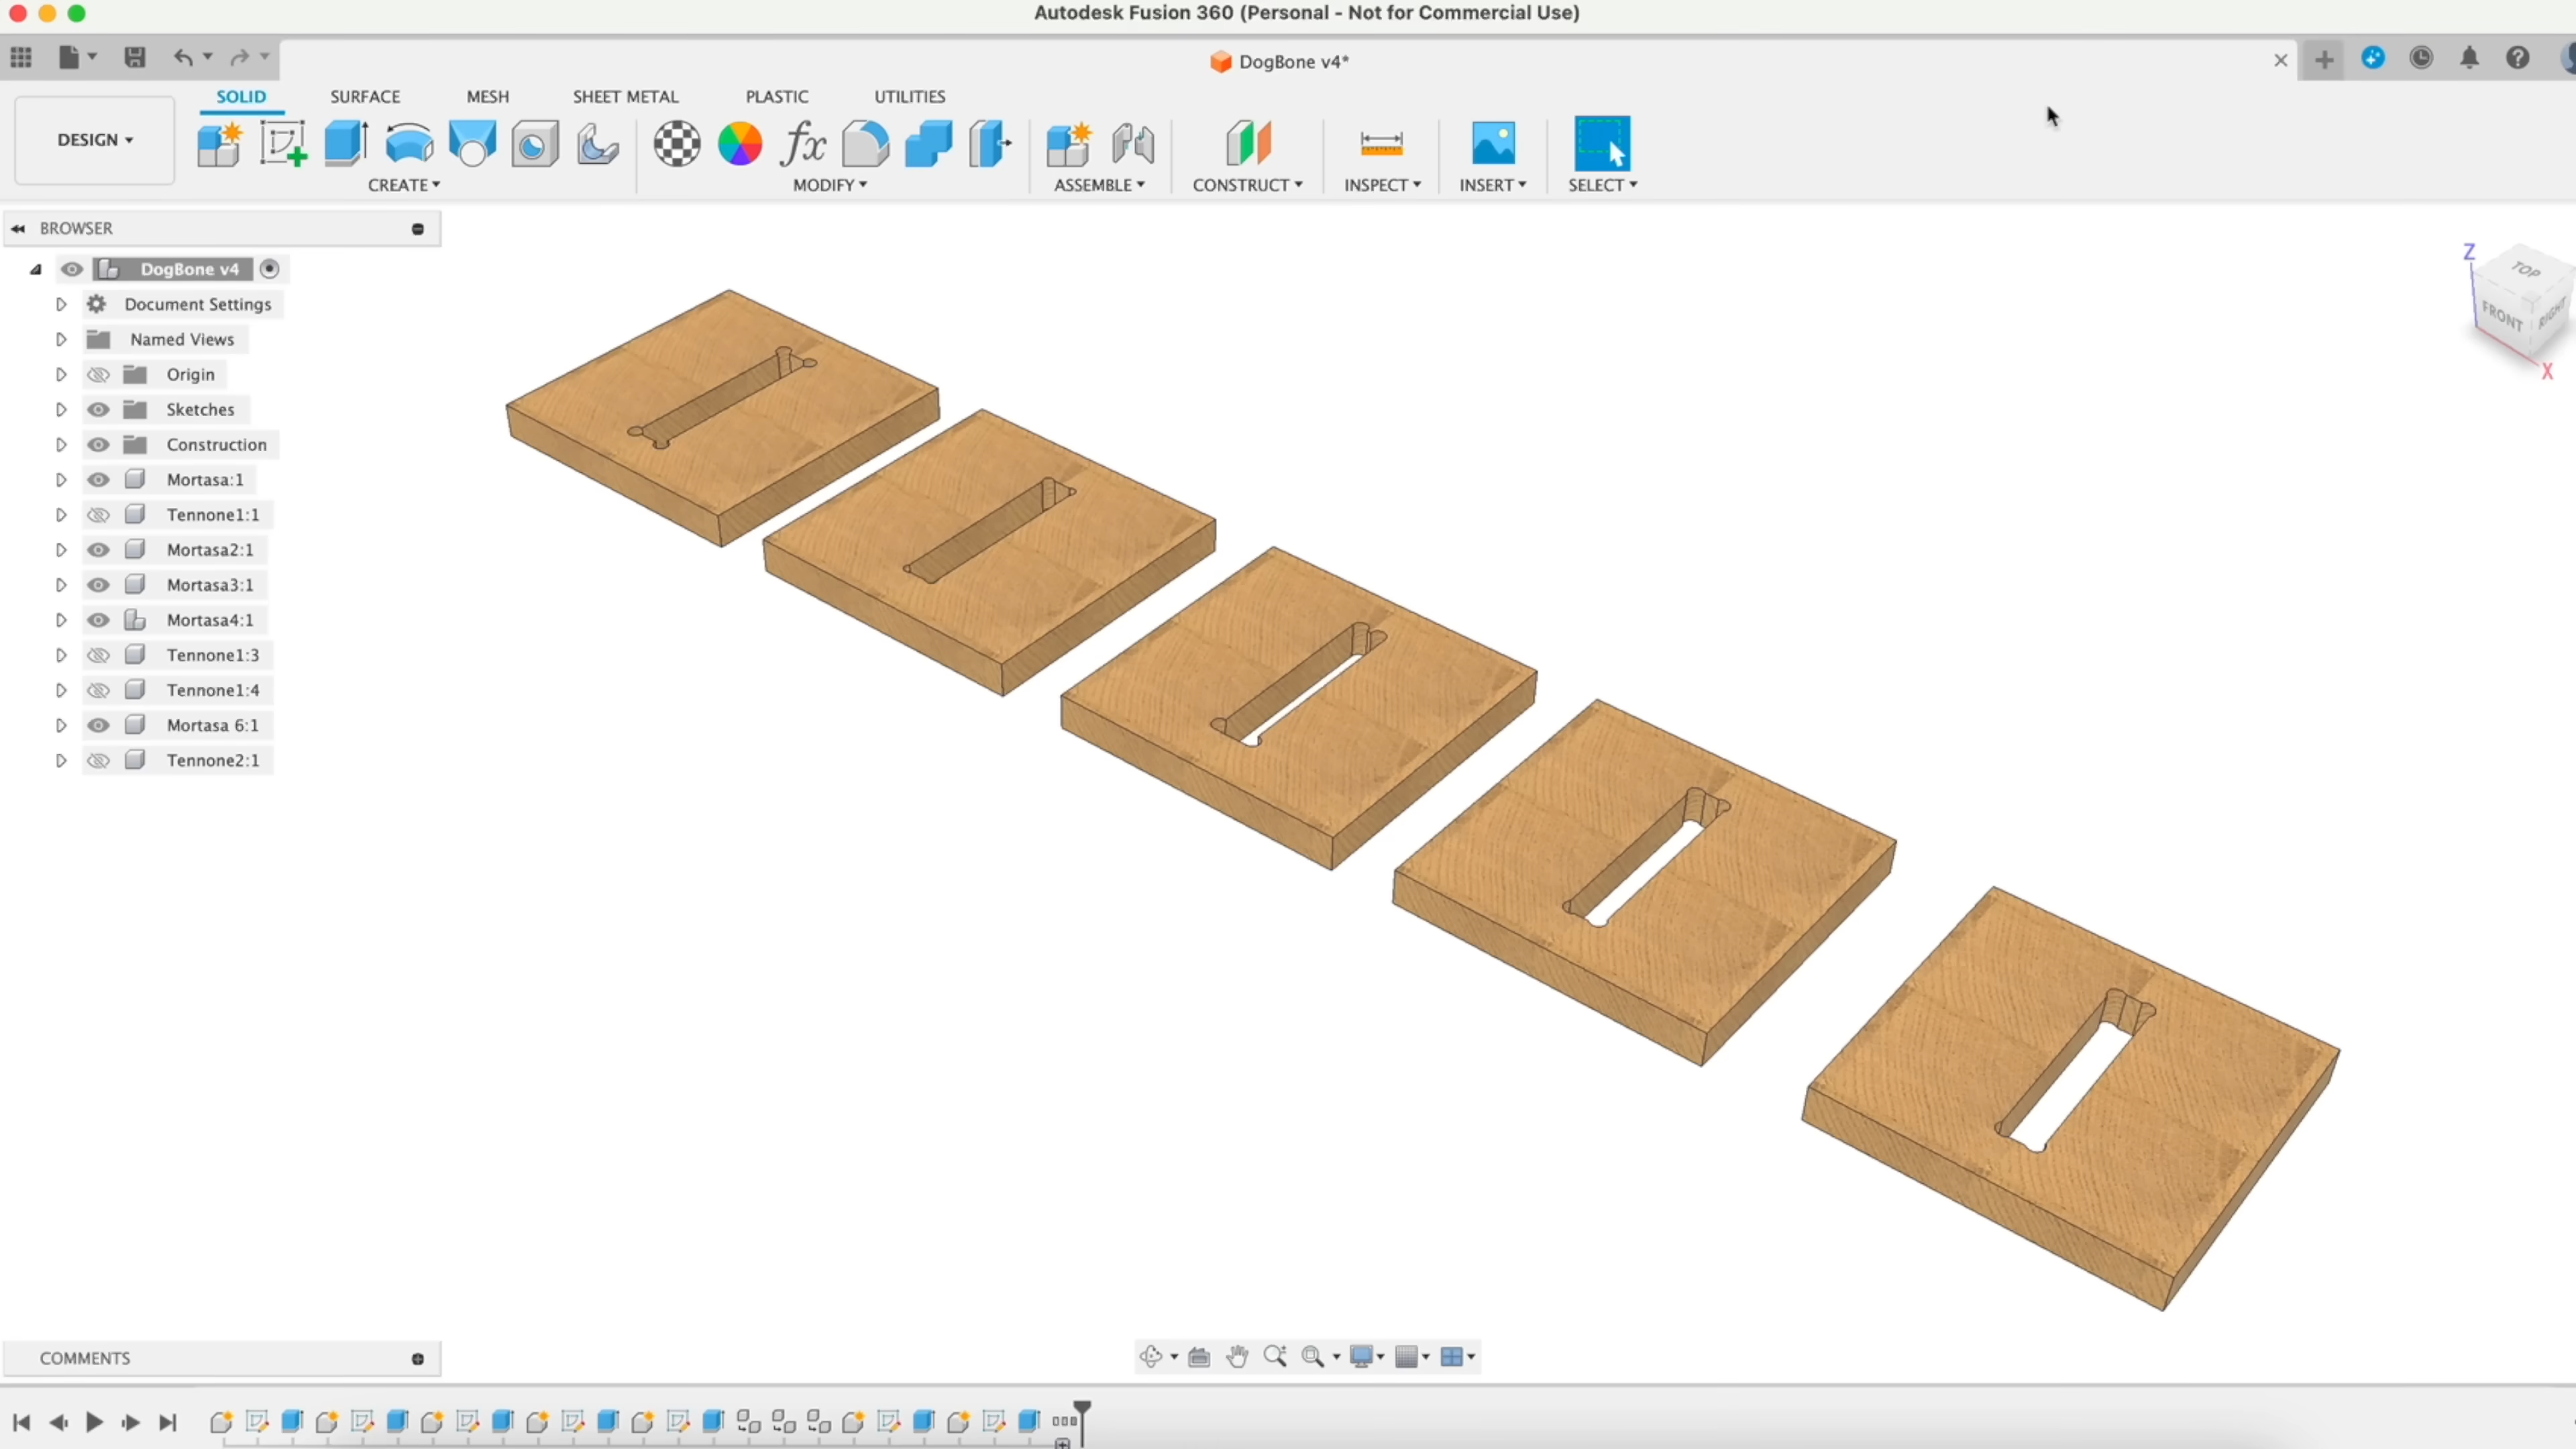 Autodesk Fusion 360 (Personal - Not for Commercial Use)
DogBone v4*
SOLID SURFACE MESH SHEET METAL PLASTIC UTILITIES
DESIGN
fx
CREATE MODIFY ASSEMBLE CONSTRUCT INSPECT INSERT SELECT
BROWSER
DogBone v4
Document Settings
Named Views
Origin
Sketches
Construction
Mortasa:1
Tennone1:1
Mortasa2:1
Mortasa3:1
Mortasa4:1
Tennone1:3
Tennone1:4
Mortasa 6:1
Tennone2:1
Z
TOP
FRONT RIGHT
X
COMMENTS